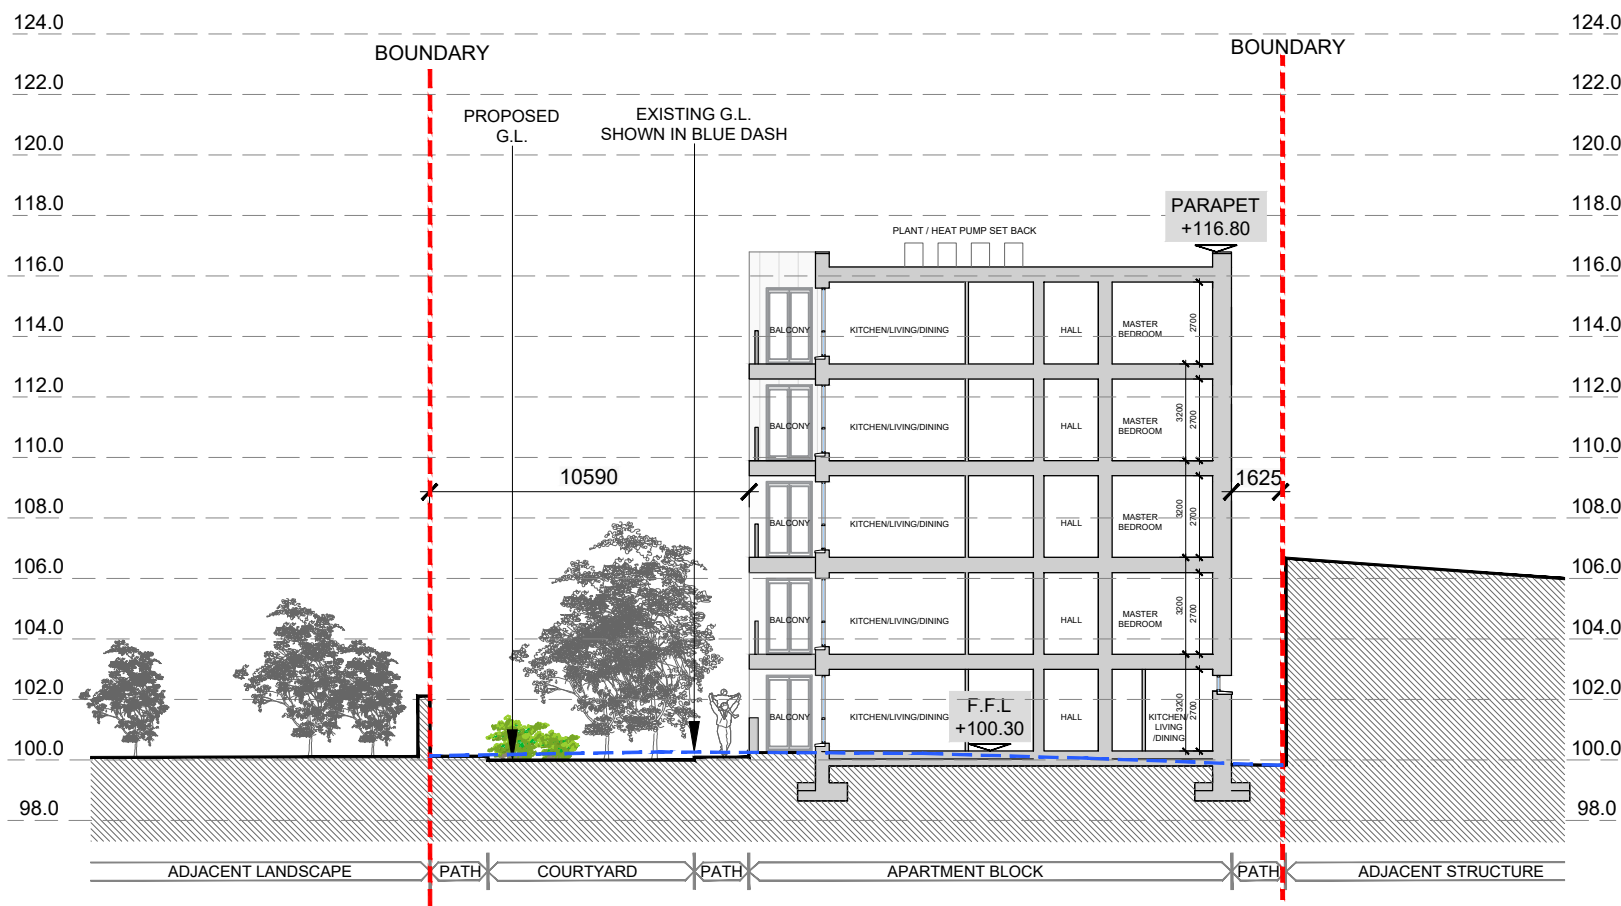 124.0
124.0
BOUNDARY
BOUNDARY
122.0
122.0
PROPOSED
G.L.
EXISTING G.L.
SHOWN IN BLUE DASH
120.0
120.0
118.0
118.0
PARAPET
+116.80
PLANT / HEAT PUMP SET BACK
116.0
116.0
114.0
BALCONY
KITCHEN/LIVING/DINING
HALL
MASTER
BEDROOM
2700
114.0
112.0
112.0
BALCONY
KITCHEN/LIVING/DINING
HALL
MASTER
BEDROOM
3200
2700
110.0
110.0
10590
1625
108.0
BALCONY
KITCHEN/LIVING/DINING
HALL
MASTER
BEDROOM
3200
2700
108.0
106.0
106.0
104.0
BALCONY
KITCHEN/LIVING/DINING
HALL
MASTER
BEDROOM
3200
2700
104.0
102.0
102.0
BALCONY
KITCHEN/LIVING/DINING
F.F.L
+100.30
HALL
KITCHEN/
LIVING
/DINING
3200
2700
100.0
100.0
98.0
98.0
ADJACENT LANDSCAPE
PATH
COURTYARD
PATH
APARTMENT BLOCK
PATH
ADJACENT STRUCTURE